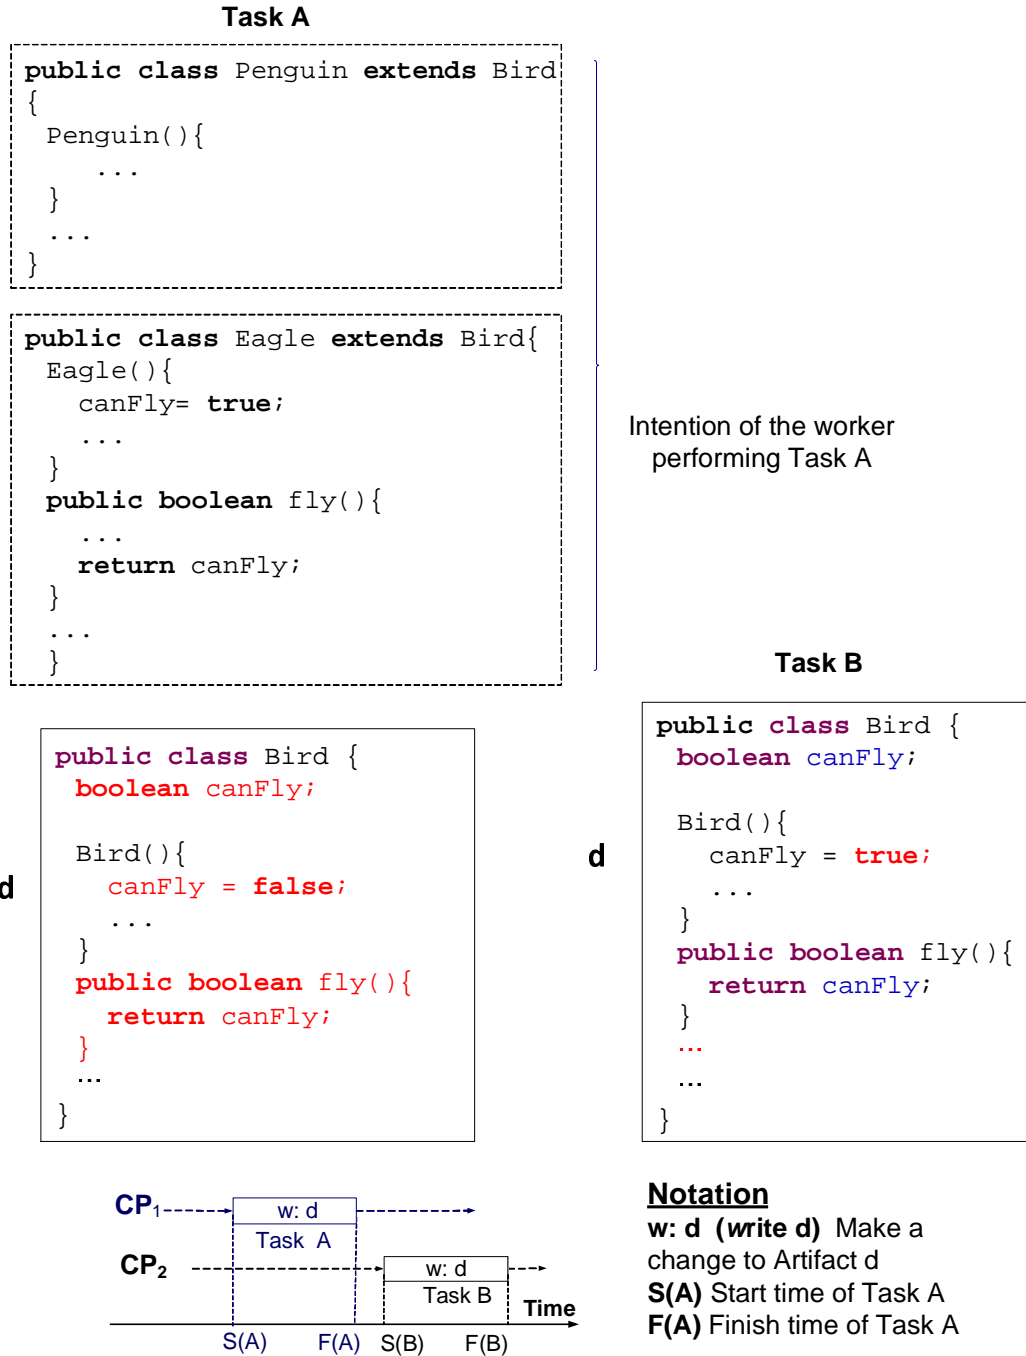 Task A
public class Penguin extends Bird
{
Penguin(){
...
}
...
}
public class Eagle extends Bird{
Eagle(){
canFly= true;
...
}
public boolean fly(){
...
return canFly;
}
...
}
Intention of the worker
performing Task A
d
public class Bird {
boolean canFly;
Bird(){
canFly = false;
...
}
public boolean fly(){
return canFly;
}
...
}
Task B
d
public class Bird {
boolean canFly;
Bird(){
canFly = true;
...
}
public boolean fly(){
return canFly;
}
...
...
}
CP1
w: d
Task A
CP2
w: d
Task B
Time
S(A) F(A) S(B) F(B)
Notation
w: d (write d) Make a
change to Artifact d
S(A) Start time of Task A
F(A) Finish time of Task A